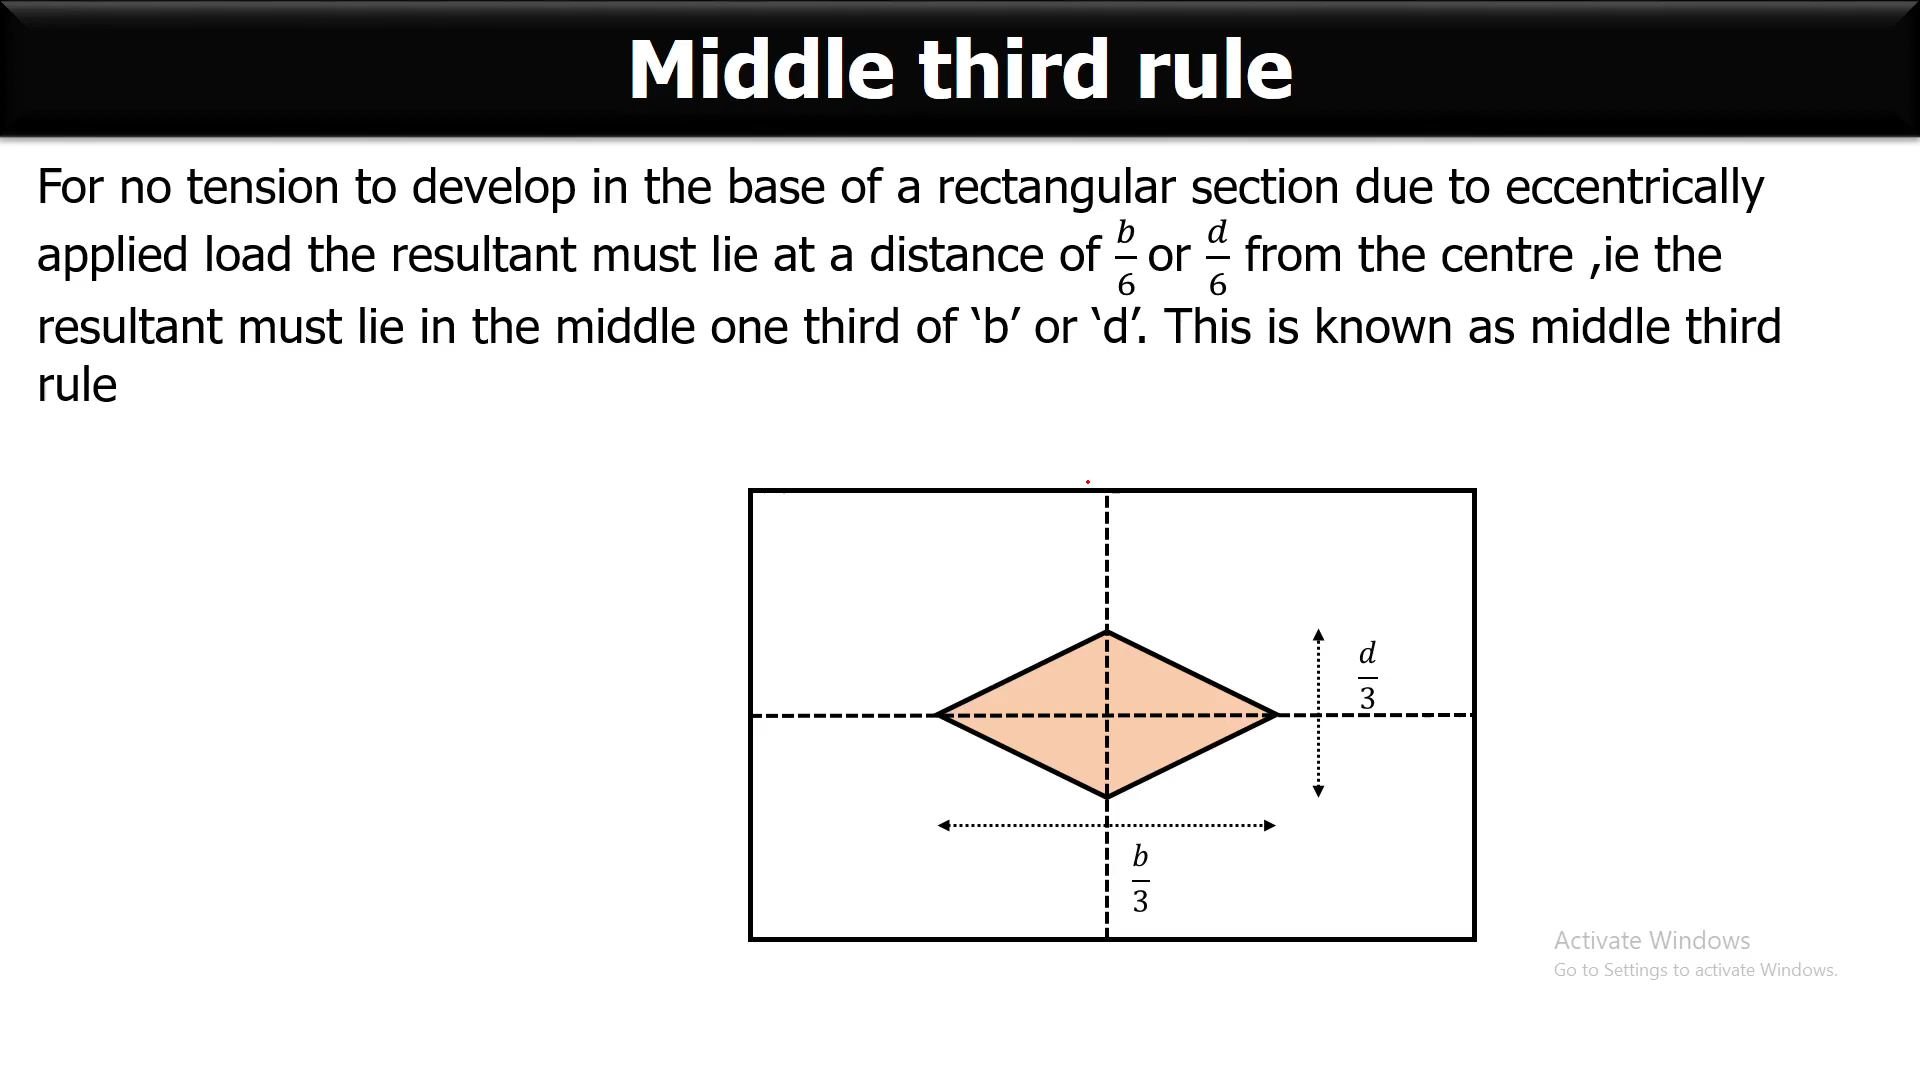 Middle third rule
For no tension to develop in the base of a rectangular section due to eccentrically
applied load the resultant must lie at a distance of b/6 or d/6 from the centre ,ie the
resultant must lie in the middle one third of ‘b’ or ‘d’. This is known as middle third
rule
d/3
b/3
Activate Windows
Go to Settings to activate Windows.